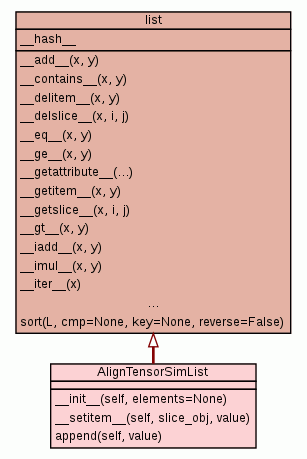 list
__hash__
__add__(x, y)
__contains__(x, y)
__delitem__(x, y)
__delslice__(x, i, j)
__eq__(x, y)
__ge__(x, y)
__getattribute__(...)
__getitem__(x, y)
__getslice__(x, i, j)
__gt__(x, y)
__iadd__(x, y)
__imul__(x, y)
__iter__(x)
...
sort(L, cmp=None, key=None, reverse=False)
AlignTensorSimList
__init__(self, elements=None)
__setitem__(self, slice_obj, value)
append(self, value)